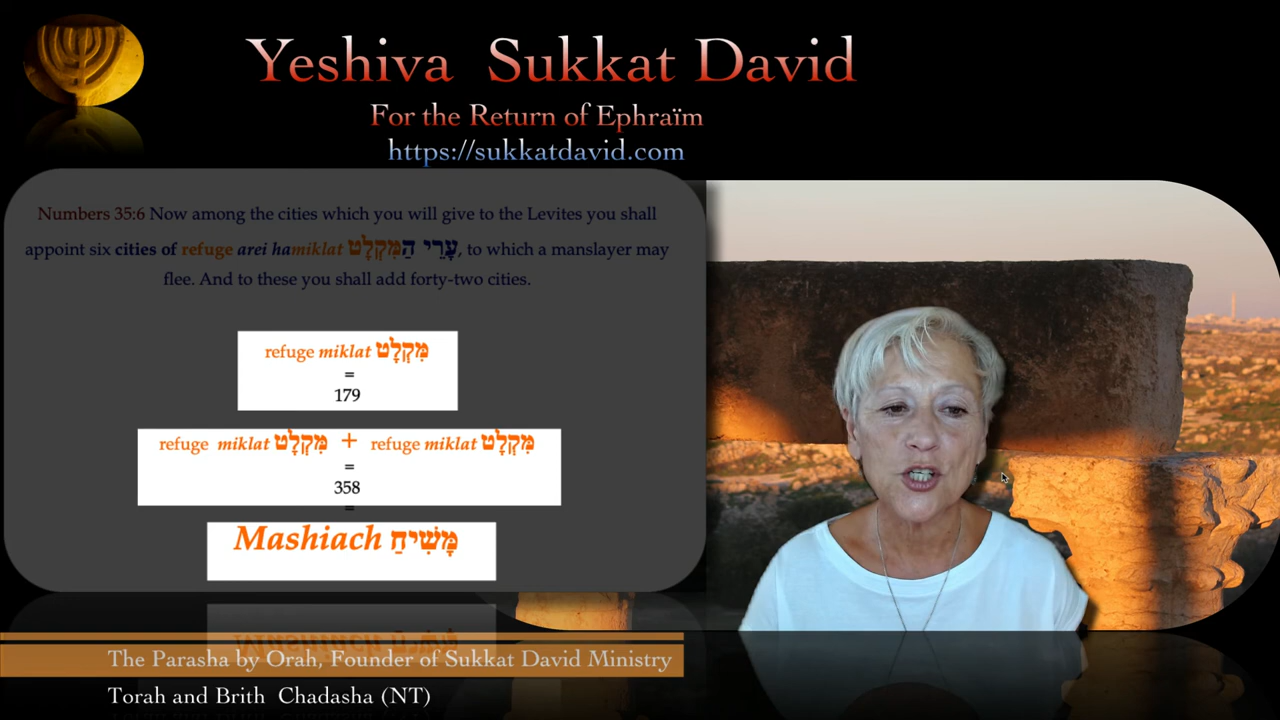 Yeshiva Sukkat David
For the Return of Ephraïm
https://sukkatdavid.com
Numbers 35:6 Now among the cities which you will give to the Levites you shall
appoint six cities of refuge arei hamiklat עָרֵי הַמִּקְלָט, to which a manslayer may
flee. And to these you shall add forty-two cities.
refuge miklat מִּקְלָט
=
179
refuge miklat מִּקְלָט + refuge miklat מִּקְלָט
=
358
=
Mashiach מָּשִׁיחַ
The Parasha by Orah, Founder of Sukkat David Ministry
Torah and Brith Chadasha (NT)